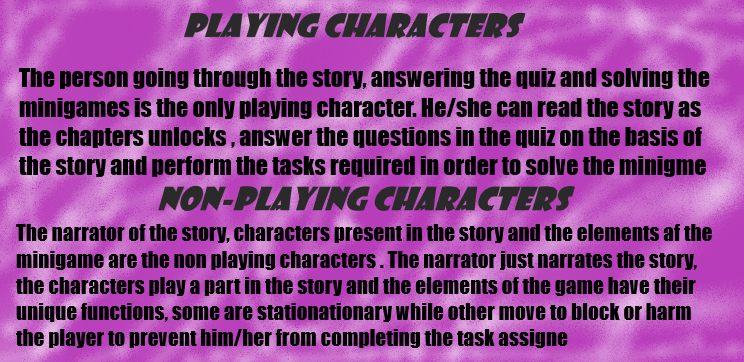 PLAYING CHARACTERS
The person going through the story, answering the quiz and solving the
minigames is the only playing character. He/she can read the story as
the chapters unlocks , answer the questions in the quiz on the basis of
the story and perform the tasks required in order to solve the minigme
NON-PLAYING CHARACTERS
The narrator of the story, characters present in the story and the elements af the
minigame are the non playing characters . The narrator just narrates the story,
the characters play a part in the story and the elements of the game have their
unique functions, some are stationationary while other move to block or harm
the player to prevent him/her from completing the task assigne